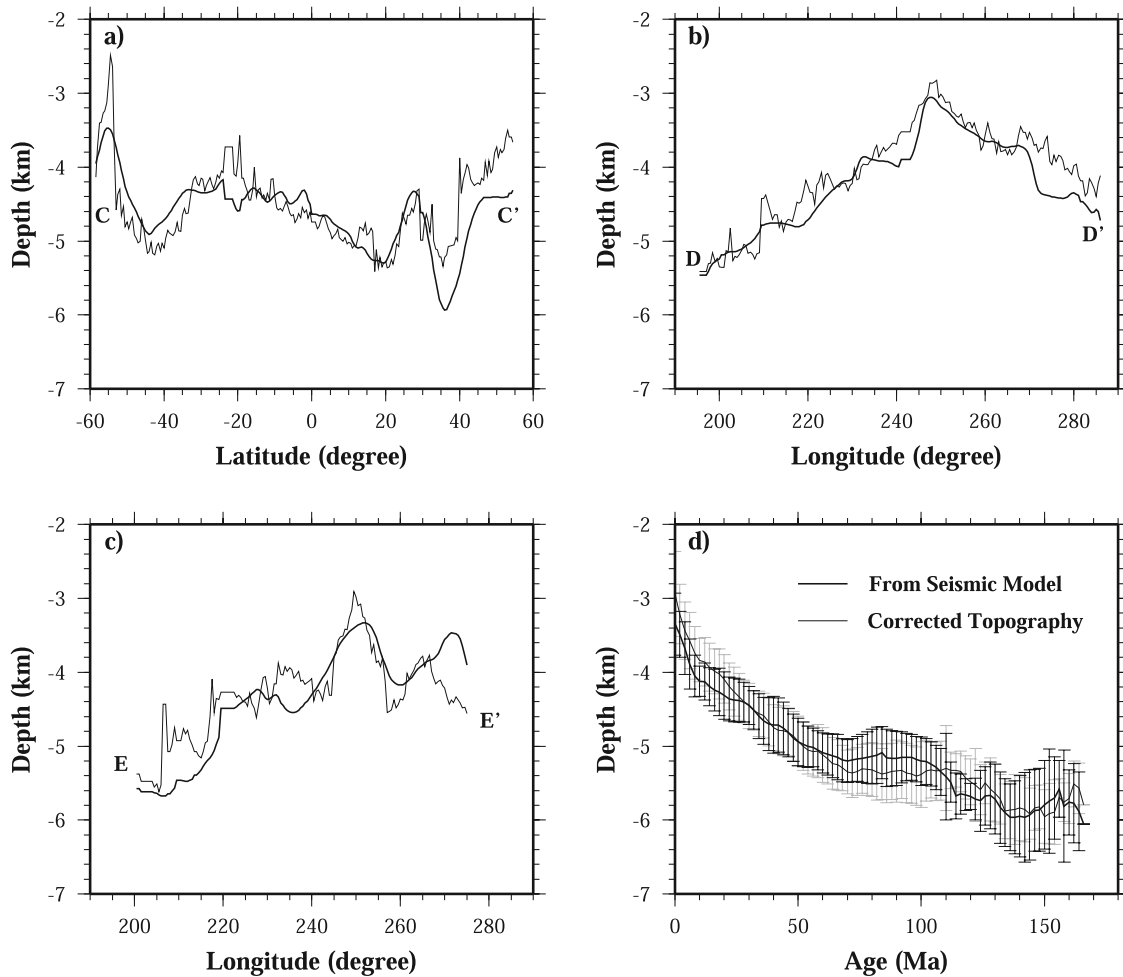 a)
-2
-3
-4
-5
-6
-7
Depth (km)
C
C'
-60 -40 -20 0 20 40 60
Latitude (degree)
b)
-2
-3
-4
-5
-6
-7
Depth (km)
D
D'
200 220 240 260 280
Longitude (degree)
c)
-2
-3
-4
-5
-6
-7
Depth (km)
E
E'
200 220 240 260 280
Longitude (degree)
d)
-2
-3
-4
-5
-6
-7
Depth (km)
From Seismic Model
Corrected Topography
0 50 100 150
Age (Ma)